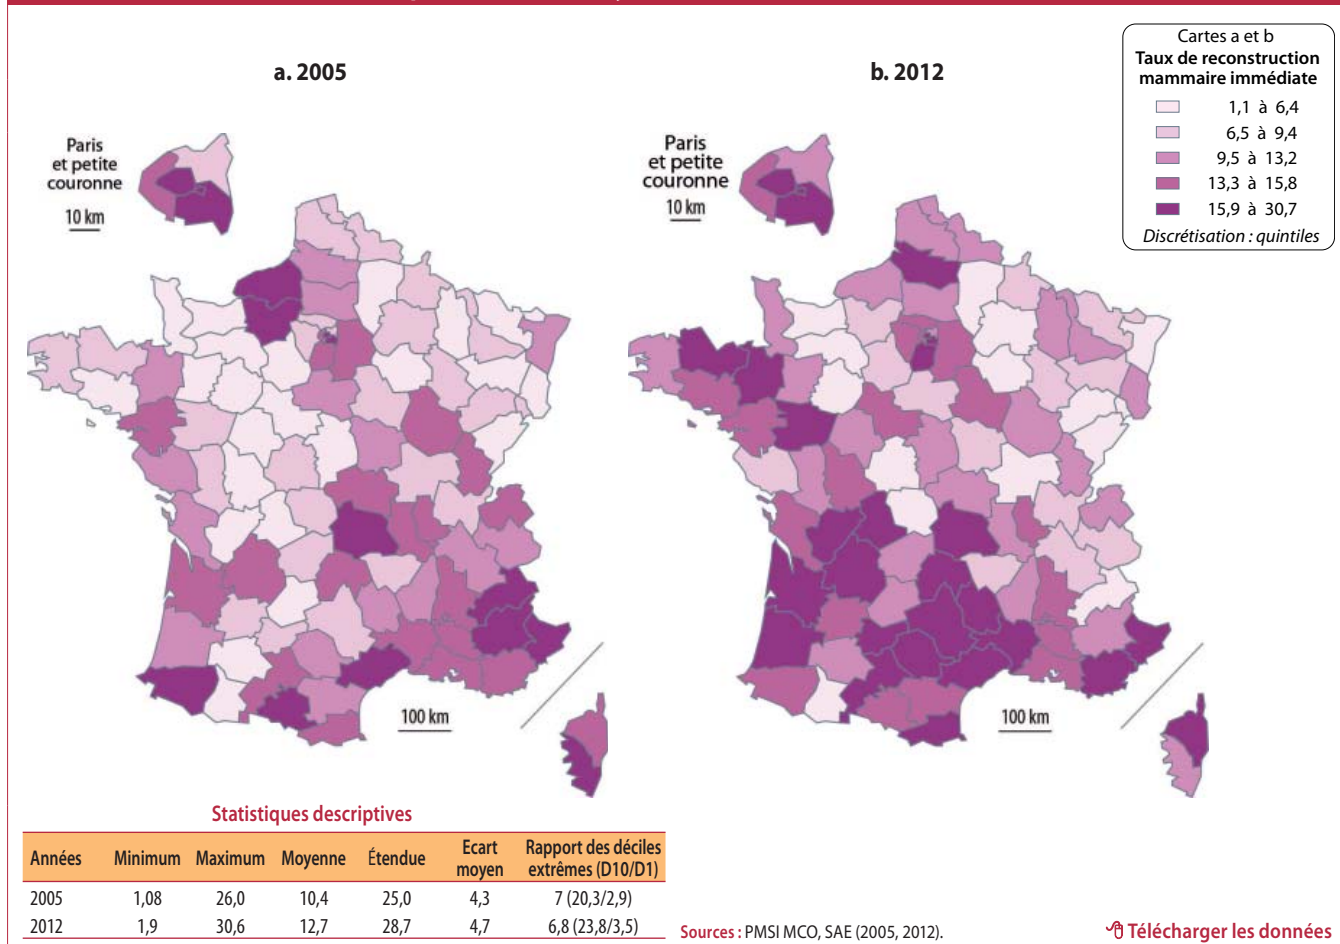 a. 2005
b. 2012
Cartes a et b
Taux de reconstruction
mammaire immédiate
1,1 à 6,4
6,5 à 9,4
9,5 à 13,2
13,3 à 15,8
15,9 à 30,7
Discrétisation : quintiles
Paris
et petite
couronne
10 km
Paris
et petite
couronne
10 km
100 km
100 km
Statistiques descriptives
Années Minimum Maximum Moyenne Étendue Ecart moyen Rapport des déciles extrêmes (D10/D1)
2005 1,08 26,0 10,4 25,0 4,3 7 (20,3/2,9)
2012 1,9 30,6 12,7 28,7 4,7 6,8 (23,8/3,5)
Sources : PMSI MCO, SAE (2005, 2012).
Télécharger les données